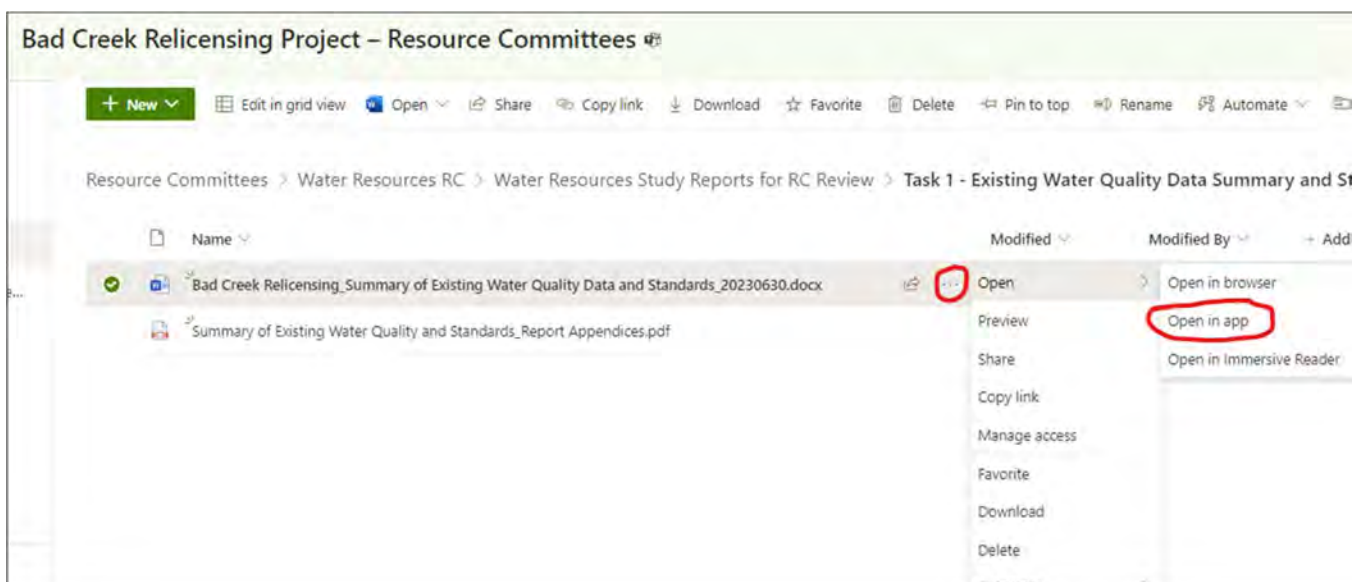 Bad Creek Relicensing Project – Resource Committees
+ New Edit in grid view Open Share Copy link Download Favorite Delete Pin to top Rename Automate
Resource Committees > Water Resources RC > Water Resources Study Reports for RC Review > Task 1 - Existing Water Quality Data Summary and St
Name Modified Modified By + Add
Bad Creek Relicensing_Summary of Existing Water Quality Data and Standards_20230630.docx ... Open > Open in browser
Summary of Existing Water Quality and Standards_Report Appendices.pdf Preview Open in app
Share Open in Immersive Reader
Copy link
Manage access
Favorite
Download
Delete